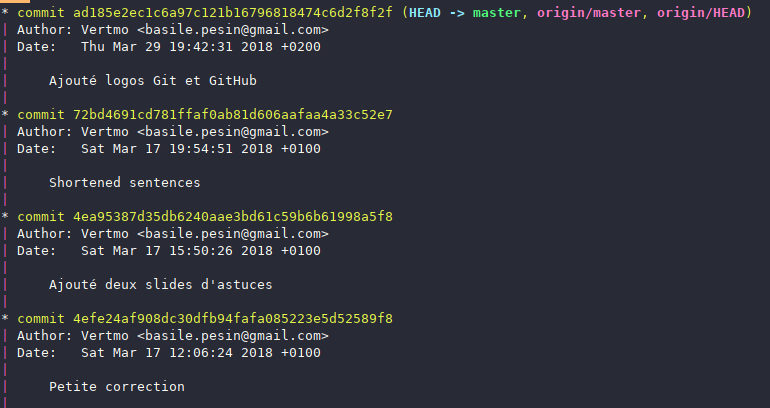 * commit ad185e2ec1c6a97c121b16796818474c6d2f8f2f (HEAD -> master, origin/master, origin/HEAD)
| Author: Vertmo <basile.pesin@gmail.com>
| Date:   Thu Mar 29 19:42:31 2018 +0200
|
|     Ajouté logos Git et GitHub
|
* commit 72bd4691cd781ffaf0ab81d606aafaa4a33c52e7
| Author: Vertmo <basile.pesin@gmail.com>
| Date:   Sat Mar 17 19:54:51 2018 +0100
|
|     Shortened sentences
|
* commit 4ea95387d35db6240aae3bd61c59b6b61998a5f8
| Author: Vertmo <basile.pesin@gmail.com>
| Date:   Sat Mar 17 15:50:26 2018 +0100
|
|     Ajouté deux slides d'astuces
|
* commit 4efe24af908dc30dfb94fafa085223e5d52589f8
| Author: Vertmo <basile.pesin@gmail.com>
| Date:   Sat Mar 17 12:06:24 2018 +0100
|
|     Petite correction
|